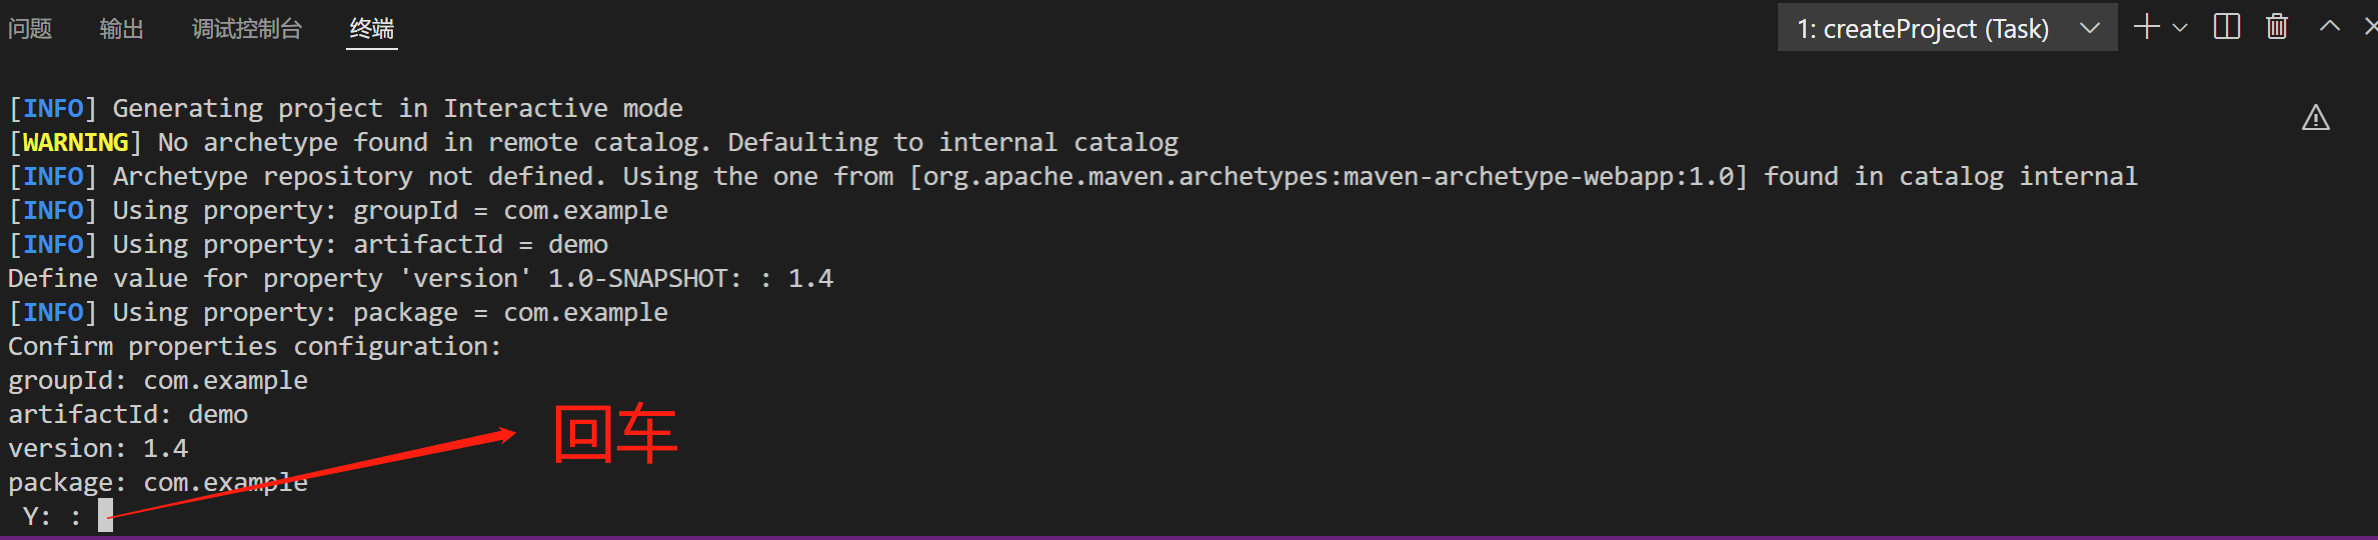 问题 输出 调试控制台 终端 1: createProject (Task)
[INFO] Generating project in Interactive mode
[WARNING] No archetype found in remote catalog. Defaulting to internal catalog
[INFO] Archetype repository not defined. Using the one from [org.apache.maven.archetypes:maven-archetype-webapp:1.0] found in catalog internal
[INFO] Using property: groupId = com.example
[INFO] Using property: artifactId = demo
Define value for property 'version' 1.0-SNAPSHOT: : 1.4
[INFO] Using property: package = com.example
Confirm properties configuration:
groupId: com.example
artifactId: demo
回车
version: 1.4
package: com.example
Y: :